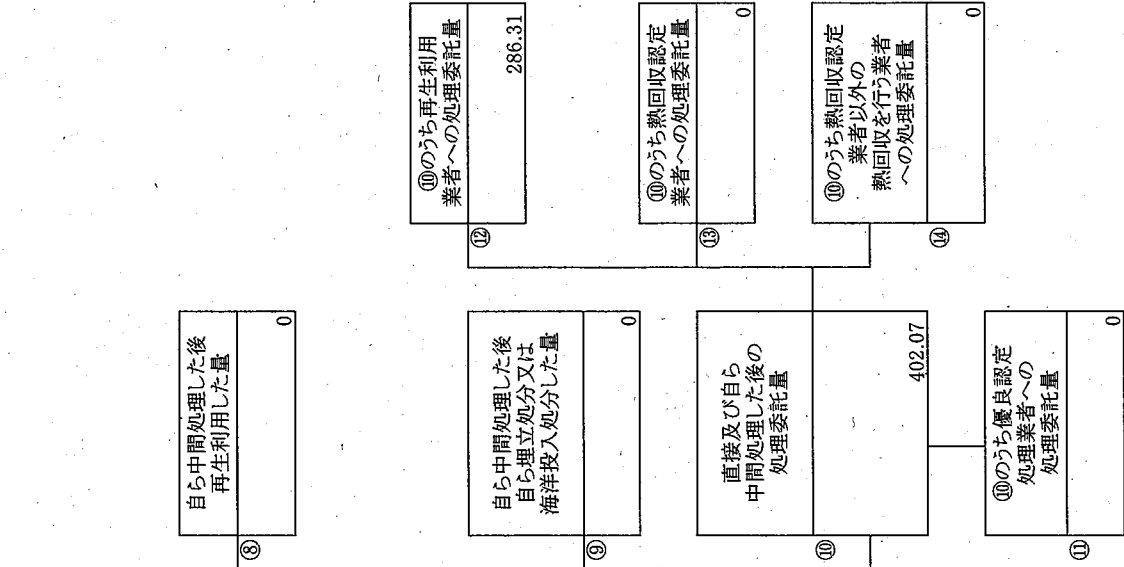 ⑧
自ら中間処理した後
再生利用した量
0
⑨
自ら中間処理した後
自ら埋立処分又は
海洋投入処分した量
0
⑩
直接及び自ら
中間処理した後の
処理委託量
402.07
⑪
⑩のうち優良認定
処理業者への
処理委託量
0
⑫
⑩のうち再生利用
業者への処理委託量
286.31
⑬
⑩のうち熱回収認定
業者への処理委託量
0
⑭
⑩のうち熱回収認定
業者以外の
熱回収を行う業者
への処理委託量
0